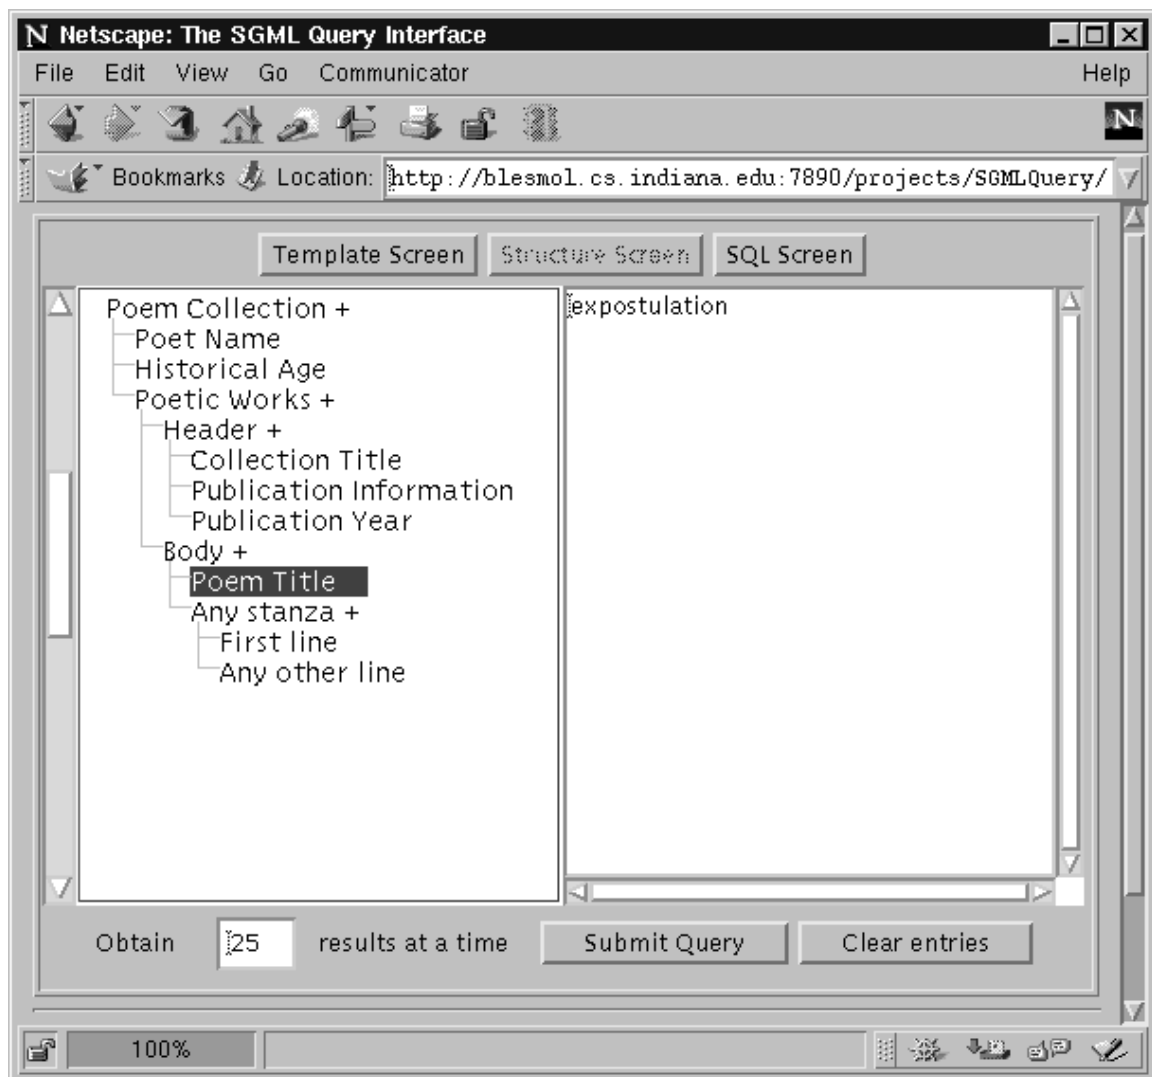 N Netscape: The SGML Query Interface
File Edit View Go Communicator Help
N
Bookmarks Location: http://blesmol.cs.indiana.edu:7890/projects/SGMLQuery/
Template Screen Structure Screen SQL Screen
Poem Collection +
Poet Name
Historical Age
Poetic Works +
Header +
Collection Title
Publication Information
Publication Year
Body +
Poem Title
Any stanza +
First line
Any other line
expostulation
Obtain 25 results at a time Submit Query Clear entries
100%